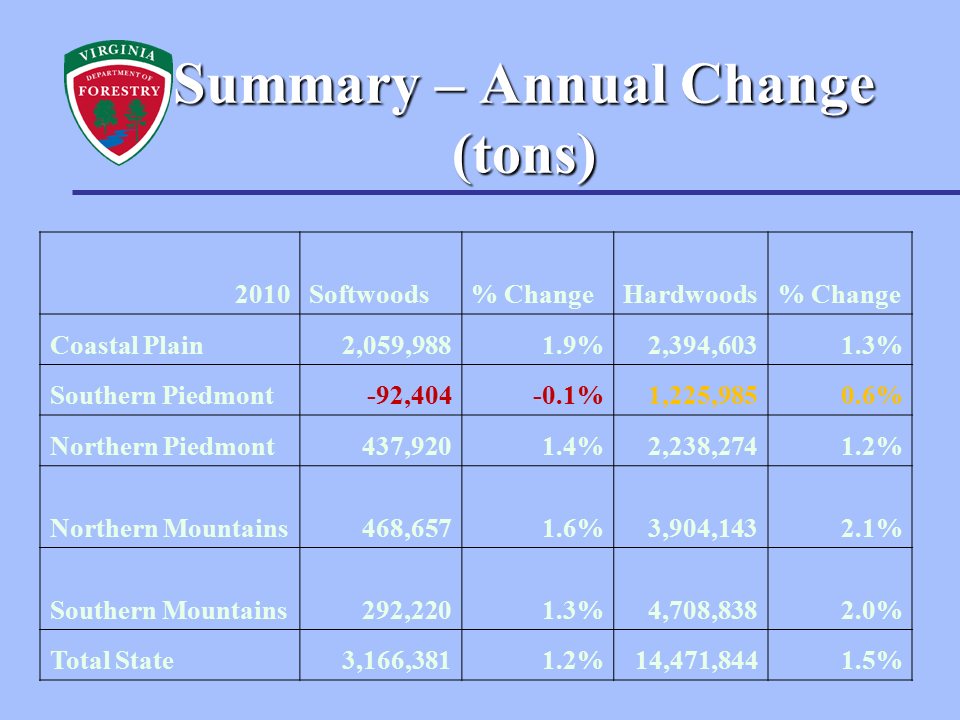 VIRGINIA
DEPARTMENT OF
FORESTRY
Summary – Annual Change
(tons)
2010 Softwoods % Change Hardwoods % Change
Coastal Plain 2,059,988 1.9% 2,394,603 1.3%
Southern Piedmont -92,404 -0.1% 1,225,985 0.6%
Northern Piedmont 437,920 1.4% 2,238,274 1.2%
Northern Mountains 468,657 1.6% 3,904,143 2.1%
Southern Mountains 292,220 1.3% 4,708,838 2.0%
Total State 3,166,381 1.2% 14,471,844 1.5%